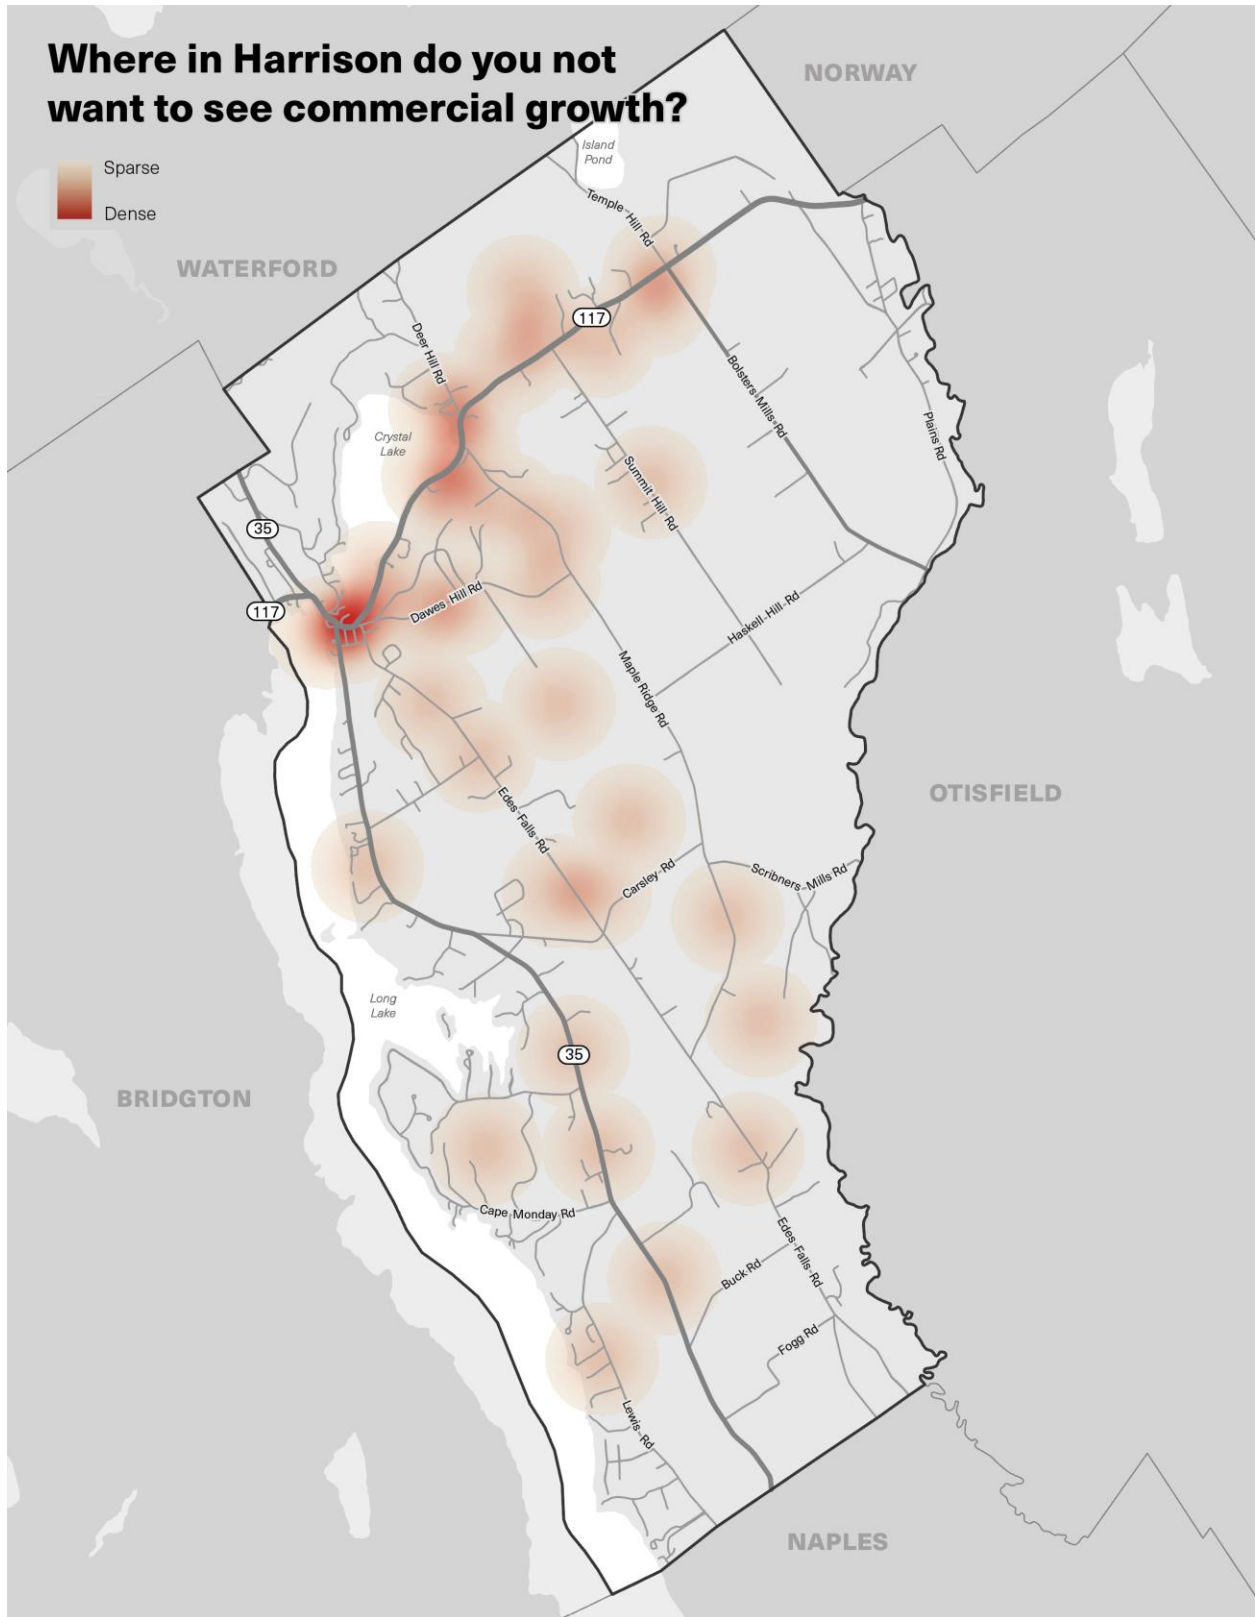 Where in Harrison do you not
want to see commercial growth?
Sparse
Dense
NORWAY
Island
Pond
Temple Hill Rd
WATERFORD
117
Deer Hill Rd
Bolsters Mills Rd
Plains Rd
Crystal
Lake
Summit Hill Rd
35
117
Dawes Hill Rd
Haskell Hill Rd
Maple Ridge Rd
OTISFIELD
Edes Falls Rd
Carsley Rd
Scribners Mills Rd
Long
Lake
35
BRIDGTON
Cape Monday Rd
Edes Falls Rd
Buck Rd
Fogg Rd
Lewis Rd
NAPLES